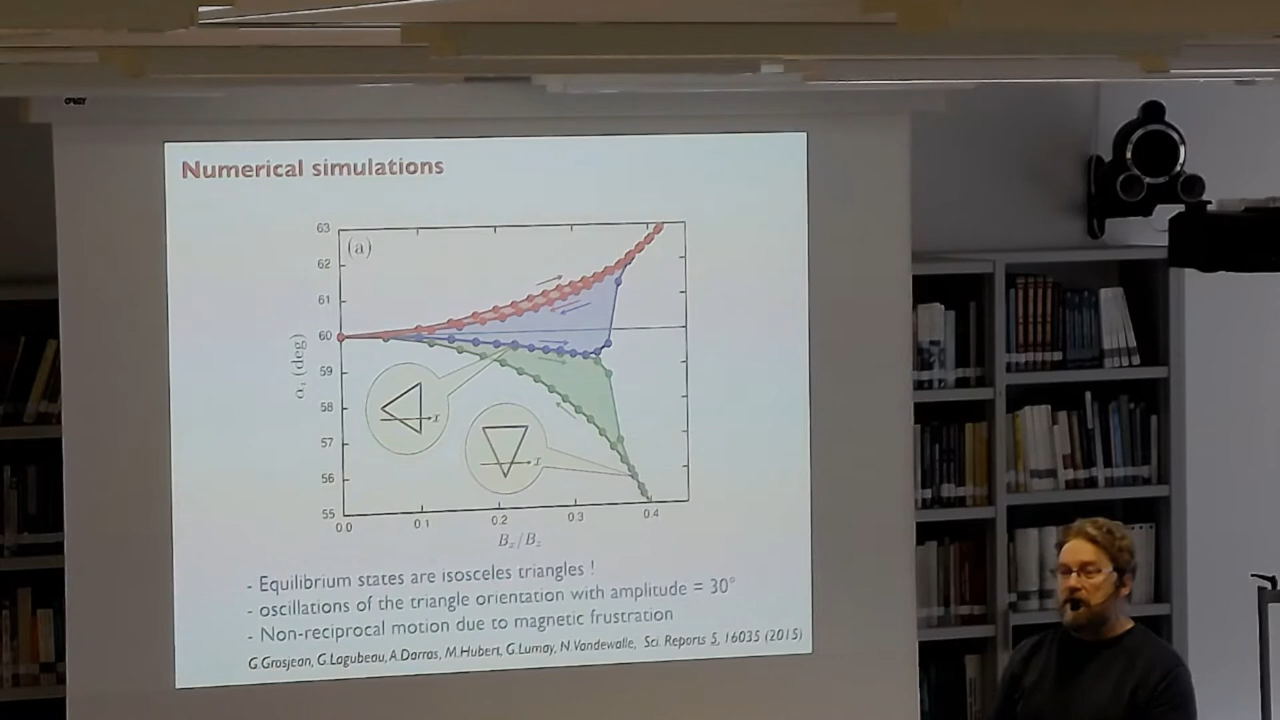 Numerical simulations
(a)
63
62
61
60
59
58
57
56
55
α_i (deg)
x
x
0.0
0.1
0.2
0.3
0.4
B_x/B_z
- Equilibrium states are isosceles triangles !
- oscillations of the triangle orientation with amplitude = 30°
- Non-reciprocal motion due to magnetic frustration
G.Grosjean, G.Lagubeau, A.Darras, M.Hubert, G.Lumay, N.Vandewalle, Sci. Reports 5, 16035 (2015)